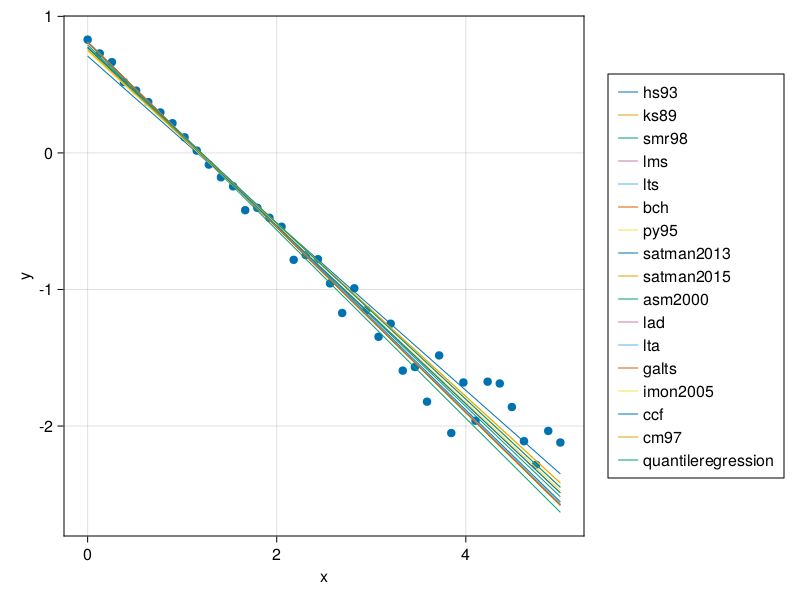 1
0
-1
-2
y
0 2 4
x
hs93
ks89
smr98
lms
lts
bch
py95
satman2013
satman2015
asm2000
lad
lta
galts
imon2005
ccf
cm97
quantileregression